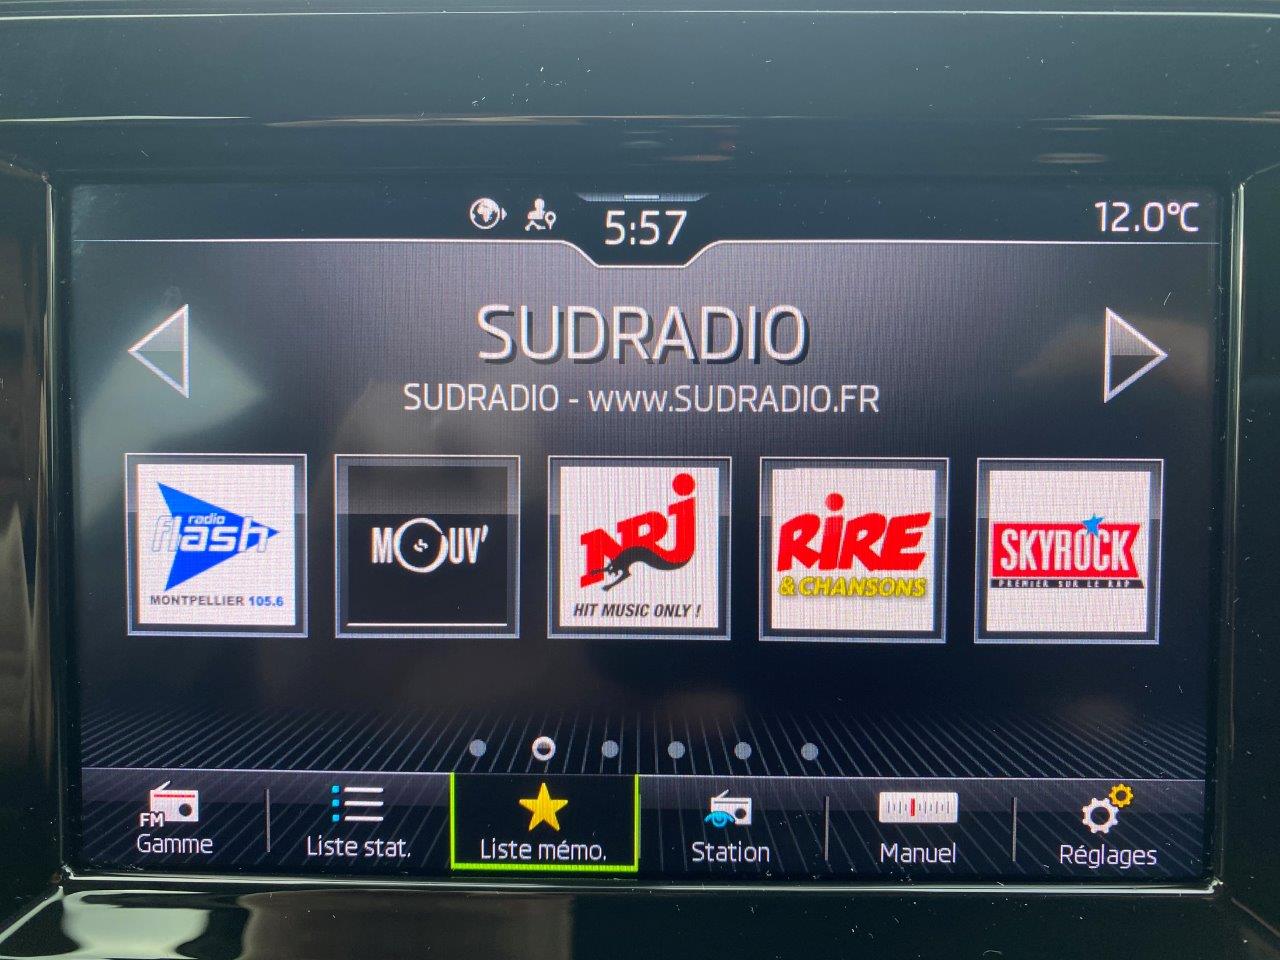 5:57
12.0°C
SUDRADIO
SUDRADIO - www.SUDRADIO.FR
radio
flash
MONTPELLIER 105.6
MOUV'
NRJ
HIT MUSIC ONLY !
RIRE
& CHANSONS
SKYROCK
PREMIER SUR LE RAP
FM
Gamme
Liste stat.
Liste mémo.
Station
Manuel
Réglages